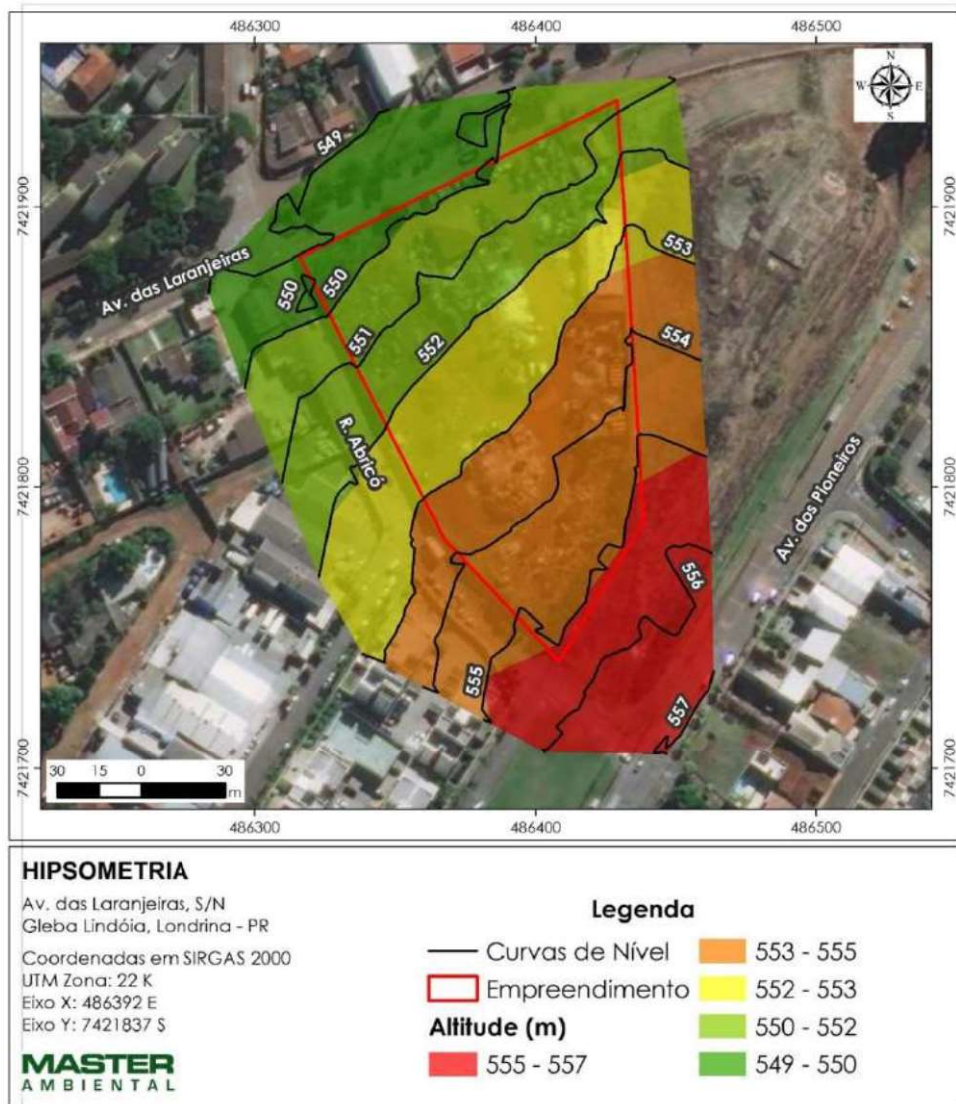 486300 486400 486500
N
W E
S
549
7421900 7421900
Av. das Laranjeiras
550
550
553
551
552
554
R. Abricó
7421800 7421800
Av. dos Pioneiros
556
555
557
7421700 7421700
30 15 0 30
m
486300 486400 486500
HIPSOMETRIA
Av. das Laranjeiras, S/N
Gleba Lindóia, Londrina - PR
Coordenadas em SIRGAS 2000
UTM Zona: 22 K
Eixo X: 486392 E
Eixo Y: 7421837 S
MASTER
AMBIENTAL
Legenda
Curvas de Nível
Empreendimento
Altitude (m)
555 - 557
553 - 555
552 - 553
550 - 552
549 - 550